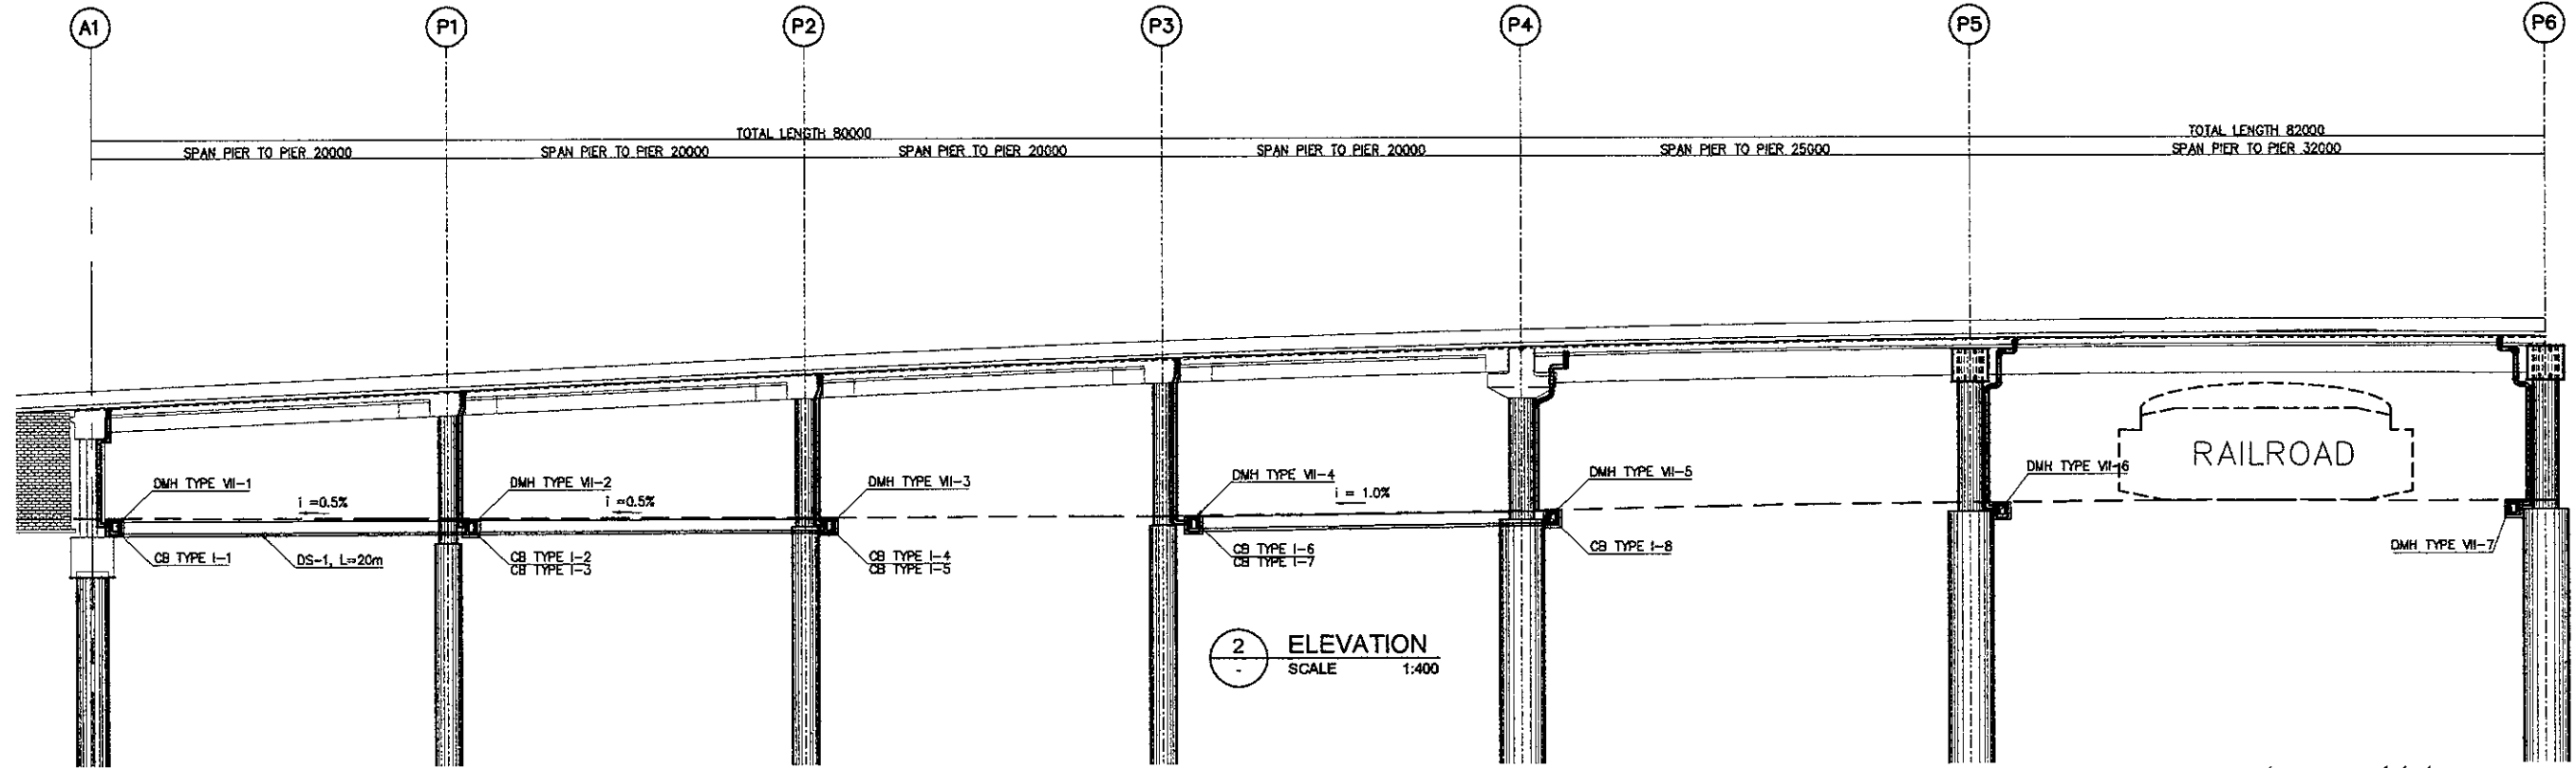 A1 P1 P2 P3 P4 P5 P6
TOTAL LENGTH 80000 TOTAL LENGTH 82000
SPAN PIER TO PIER 20000 SPAN PIER TO PIER 20000 SPAN PIER TO PIER 20000 SPAN PIER TO PIER 20000 SPAN PIER TO PIER 25000 SPAN PIER TO PIER 32000
RAILROAD
DMH TYPE VII-1 DMH TYPE VII-2 DMH TYPE VII-3 DMH TYPE VII-4 DMH TYPE VII-5 DMH TYPE VII-6
i =0.5% i =0.5% i = 1.0%
CB TYPE I-1 DS-1, L=20m CB TYPE I-2 CB TYPE I-4 CB TYPE I-6 CB TYPE I-8 DMH TYPE VII-7
CB TYPE I-3 CB TYPE I-5 CB TYPE I-7
2 ELEVATION
- SCALE 1:400